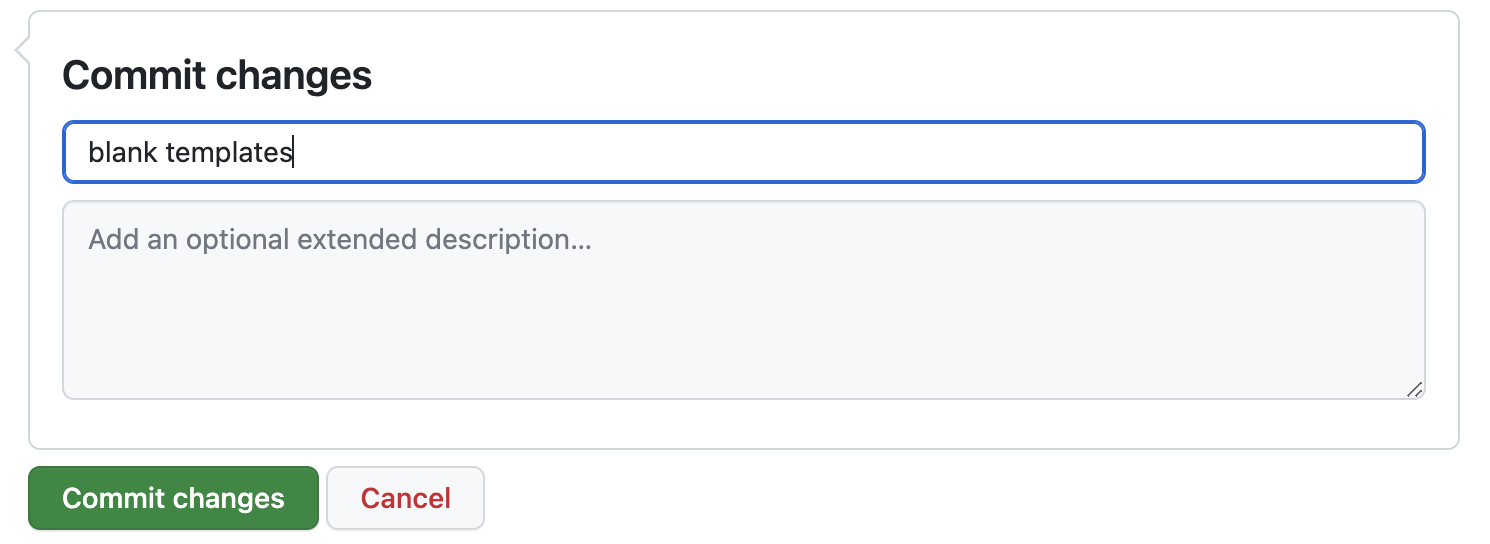 Commit changes
blank templates
Add an optional extended description...
Commit changes
Cancel